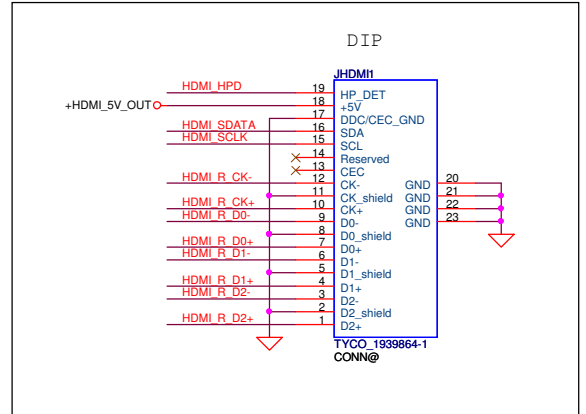 DIP
JHDMI1
HDMI_HPD 19 HP_DET
+HDMI_5V_OUT 18 +5V
17 DDC/CEC_GND
HDMI_SDATA 16 SDA
HDMI_SCLK 15 SCL
14 Reserved
13 CEC
HDMI_R_CK- 12 CK- GND 20
11 CK_shield GND 21
HDMI_R_CK+ 10 CK+ GND 22
HDMI_R_D0- 9 D0- GND 23
8 D0_shield
HDMI_R_D0+ 7 D0+
HDMI_R_D1- 6 D1-
5 D1_shield
HDMI_R_D1+ 4 D1+
HDMI_R_D2- 3 D2-
2 D2_shield
HDMI_R_D2+ 1 D2+
TYCO_1939864-1
CONN@